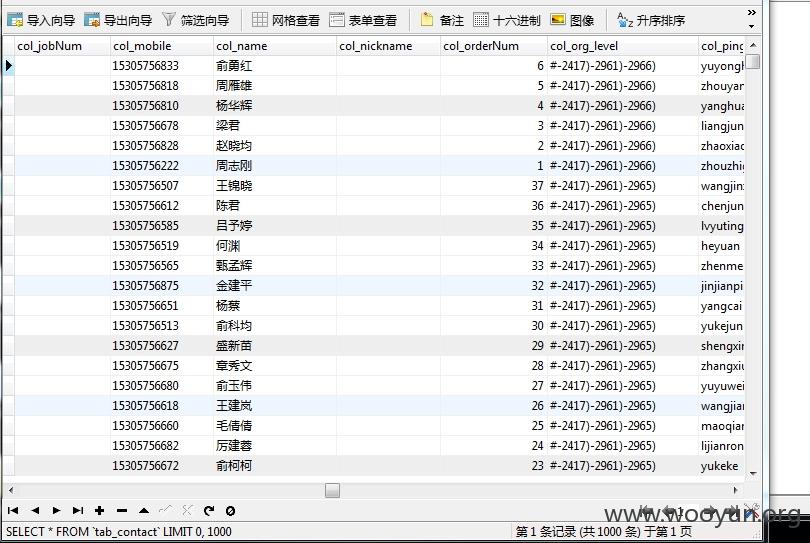 导入向导 导出向导 筛选向导 网格查看 表单查看 备注 十六进制 图像 升序排序
col_jobNum col_mobile col_name col_nickname col_orderNum col_org_level col_ping
15305756833 俞勇红 6 #-2417)-2961)-2966) yuyongh
15305756818 周雁雄 5 #-2417)-2961)-2966) zhouyan
15305756810 杨华辉 4 #-2417)-2961)-2966) yanghua
15305756678 梁君 3 #-2417)-2961)-2966) liangjun
15305756828 赵晓均 2 #-2417)-2961)-2966) zhaoxiao
15305756222 周志刚 1 #-2417)-2961)-2966) zhouzhig
15305756507 王锦晓 37 #-2417)-2961)-2965) wangjin
15305756612 陈君 36 #-2417)-2961)-2965) chenjun
15305756585 吕予婷 35 #-2417)-2961)-2965) lvyuting
15305756519 何渊 34 #-2417)-2961)-2965) heyuan
15305756565 甄孟辉 33 #-2417)-2961)-2965) zhenme
15305756875 金建平 32 #-2417)-2961)-2965) jinjianpi
15305756651 杨蔡 31 #-2417)-2961)-2965) yangcai
15305756513 俞科均 30 #-2417)-2961)-2965) yukejun
15305756627 盛新苗 29 #-2417)-2961)-2965) shengxin
15305756675 章秀文 28 #-2417)-2961)-2965) zhangxiu
15305756680 俞玉伟 27 #-2417)-2961)-2965) yuyuwei
15305756618 王建岚 26 #-2417)-2961)-2965) wangjian
15305756660 毛倩倩 25 #-2417)-2961)-2965) maoqian
15305756682 厉建蓉 24 #-2417)-2961)-2965) lijianron
15305756672 俞柯柯 23 #-2417)-2961)-2965) yukeke
1
www.wooyun.org
SELECT * FROM `tab_contact` LIMIT 0, 1000 第 1 条记录 (共 1000 条) 于第 1 页